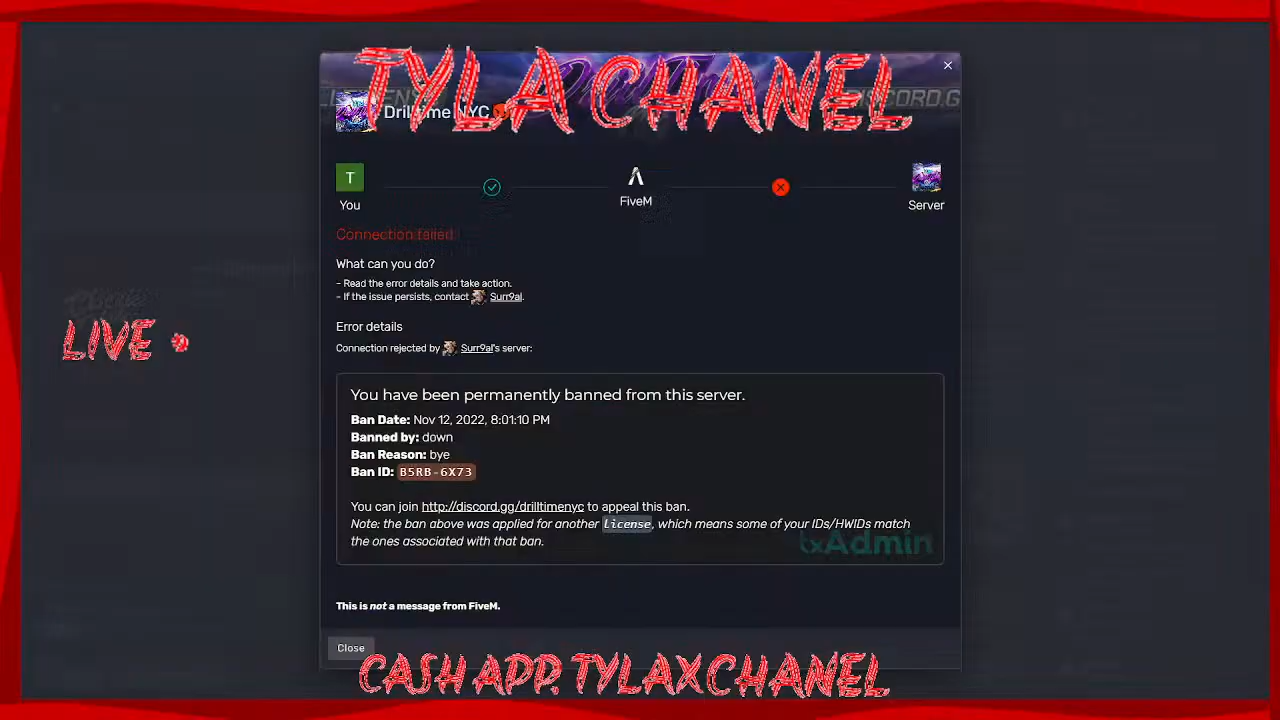 TYLA CHANEL
DISCORD.G
Drilltime NYC
T
You
FiveM
Server
Connection failed
What can you do?
- Read the error details and take action.
- If the issue persists, contact Surr9al.
LIVE
Error details
Connection rejected by Surr9al's server:
You have been permanently banned from this server.
Ban Date: Nov 12, 2022, 8:01:10 PM
Banned by: down
Ban Reason: bye
Ban ID: B5RB-6X73
You can join http://discord.gg/drilltimenyc to appeal this ban.
Note: the ban above was applied for another license, which means some of your IDs/HWIDs match
the ones associated with that ban.
txAdmin
This is not a message from FiveM.
Close
CASH APP. TYLAXCHANEL